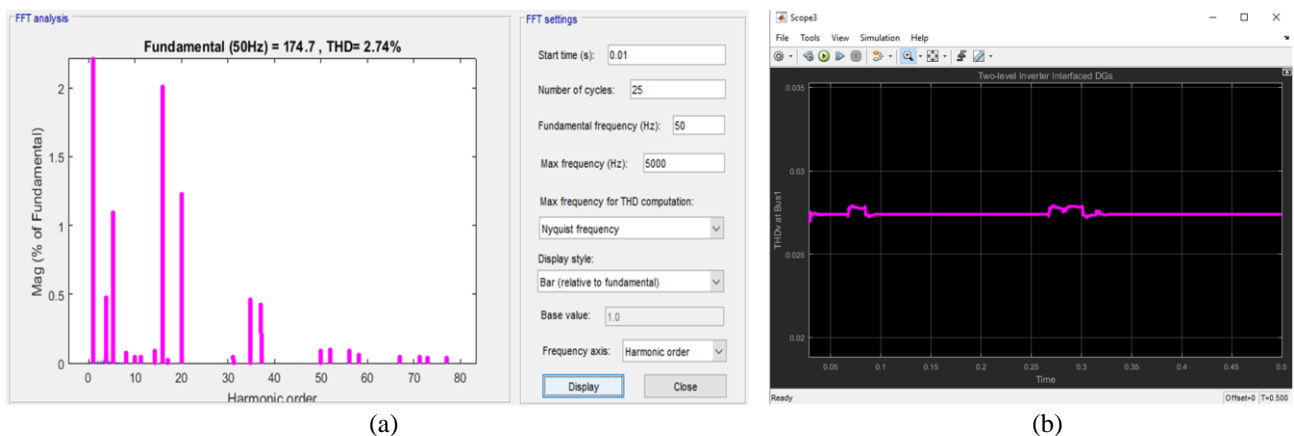 FFT analysis
Fundamental (50Hz) = 174.7 , THD= 2.74%
Mag (% of Fundamental)
2
1.5
1
0.5
0
0 10 20 30 40 50 60 70 80
Harmonic order
FFT settings
Start time (s): 0.01
Number of cycles: 25
Fundamental frequency (Hz): 50
Max frequency (Hz): 5000
Max frequency for THD computation:
Nyquist frequency
Display style:
Bar (relative to fundamental)
Base value: 1.0
Frequency axis: Harmonic order
Display Close
(a)
Scope3
File Tools View Simulation Help
Two-level Inverter Interfaced DGs
THDv at Bus1
0.035
0.03
0.025
0.02
0.05 0.1 0.15 0.2 0.25 0.3 0.35 0.4 0.45 0.5
Time
Ready Offset=0 T=0.500
(b)